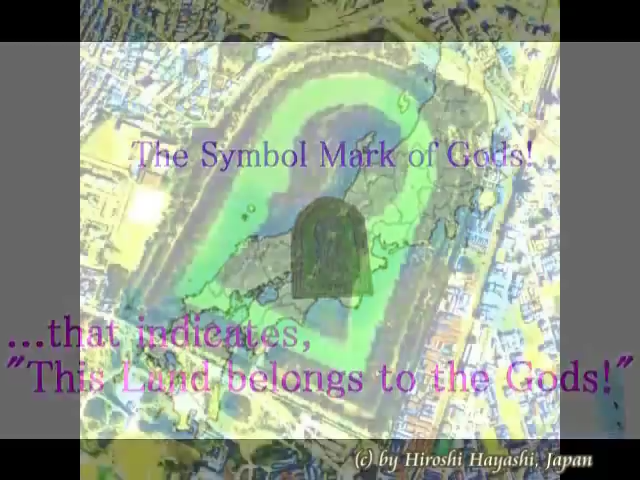 The Symbol Mark of Gods!
...that indicates,
"This Land belongs to the Gods!"
(c) by Hiroshi Hayashi, Japan